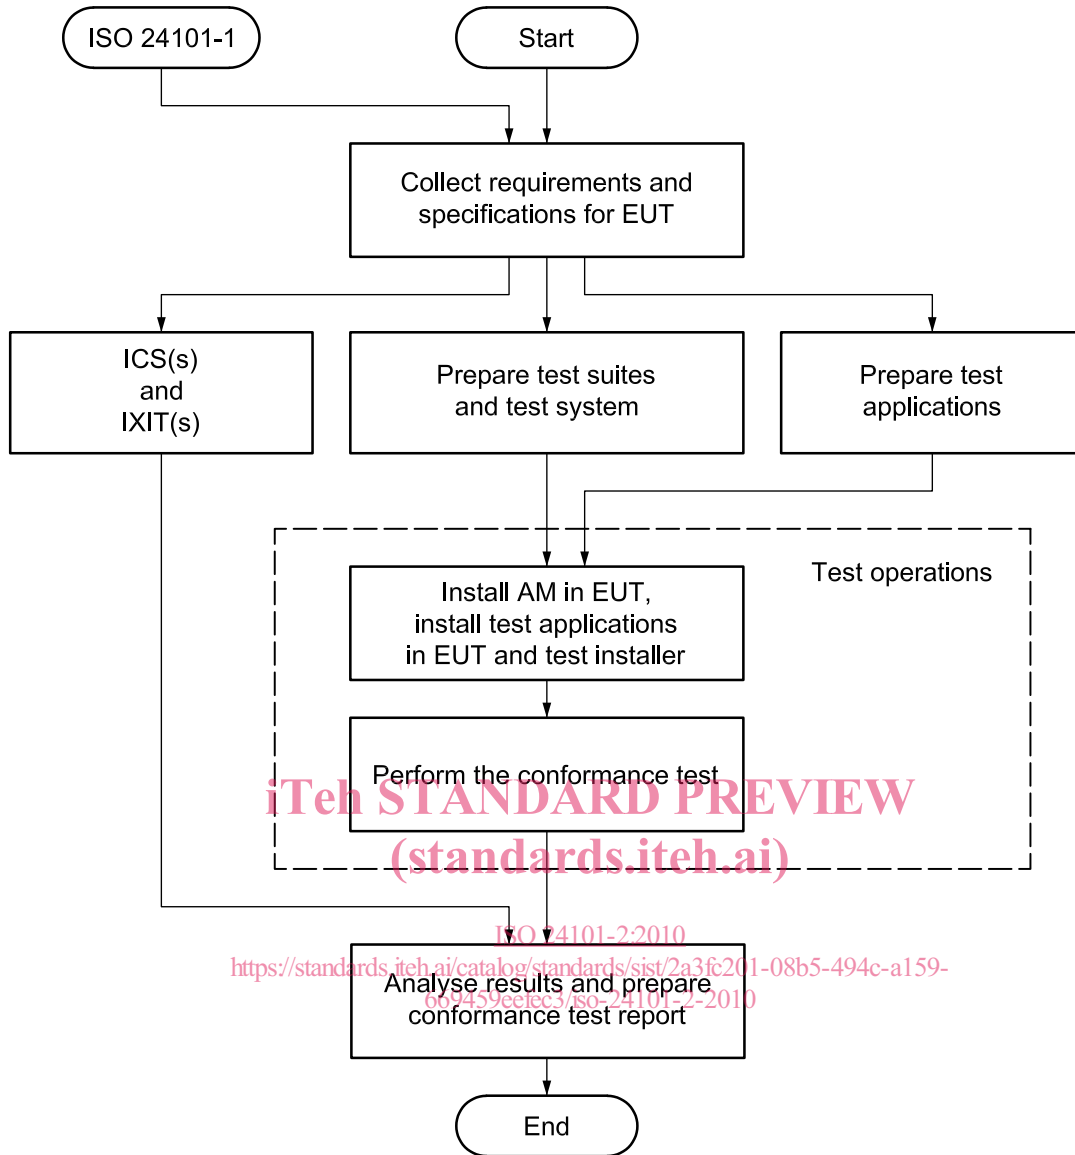 ISO 24101-1
Start
Collect requirements and
specifications for EUT
ICS(s)
and
IXIT(s)
Prepare test suites
and test system
Prepare test
applications
Test operations
Install AM in EUT,
install test applications
in EUT and test installer
Perform the conformance test
iTeh STANDARD PREVIEW
(standards.iteh.ai)
ISO 24101-2:2010
https://standards.iteh.ai/catalog/standards/sist/2a3fc201-08b5-494c-a159-
669459eefec3/iso-24101-2-2010
Analyse results and prepare
conformance test report
End